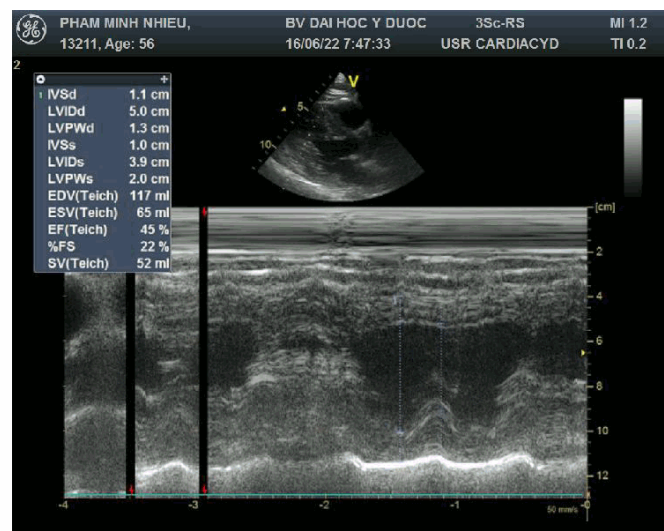 PHAM MINH NHIEU, BV DAI HOC Y DUOC 3Sc-RS MI 1.2
13211, Age: 56 16/06/22 7:47:33 USR CARDIACYD TI 0.2
2
V
5
10
1 IVSd 1.1 cm
LVIDd 5.0 cm
LVPWd 1.3 cm
IVSs 1.0 cm
LVIDs 3.9 cm
LVPWs 2.0 cm
EDV(Teich) 117 ml
ESV(Teich) 65 ml
EF(Teich) 45 %
%FS 22 %
SV(Teich) 52 ml
[cm]
2
4
6
8
10
12
-4 -3 -2 -1 -0
50 mm/s